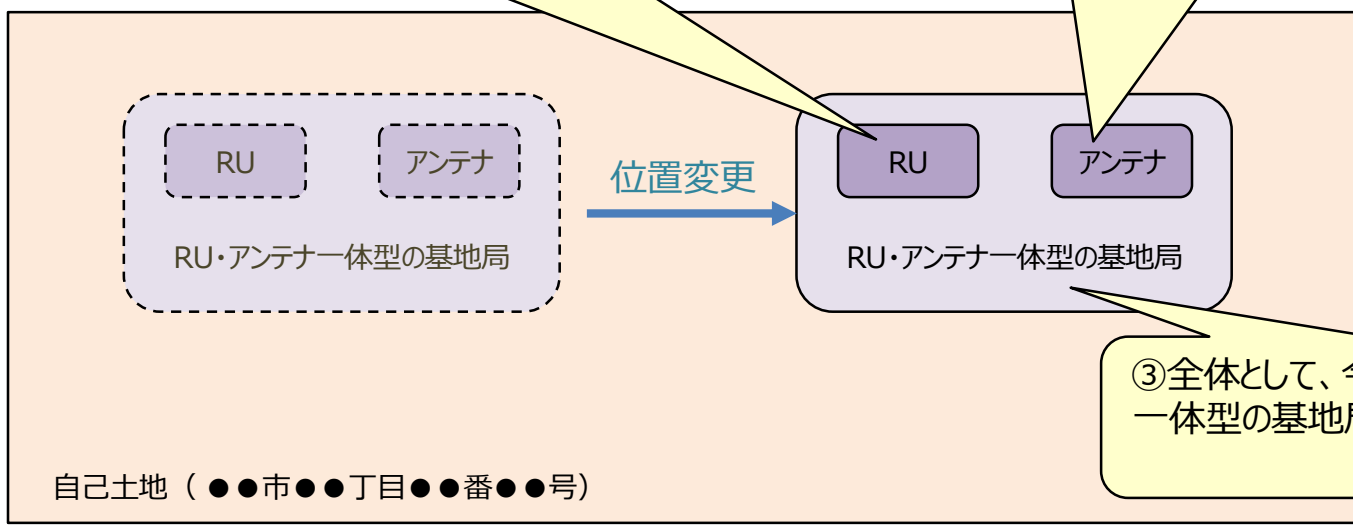 RU
アンテナ
RU・アンテナ一体型の基地局
位置変更
RU
アンテナ
RU・アンテナ一体型の基地局
③全体として、
一体型の基地
自己土地（ ●●市●●丁目●●番●●号）